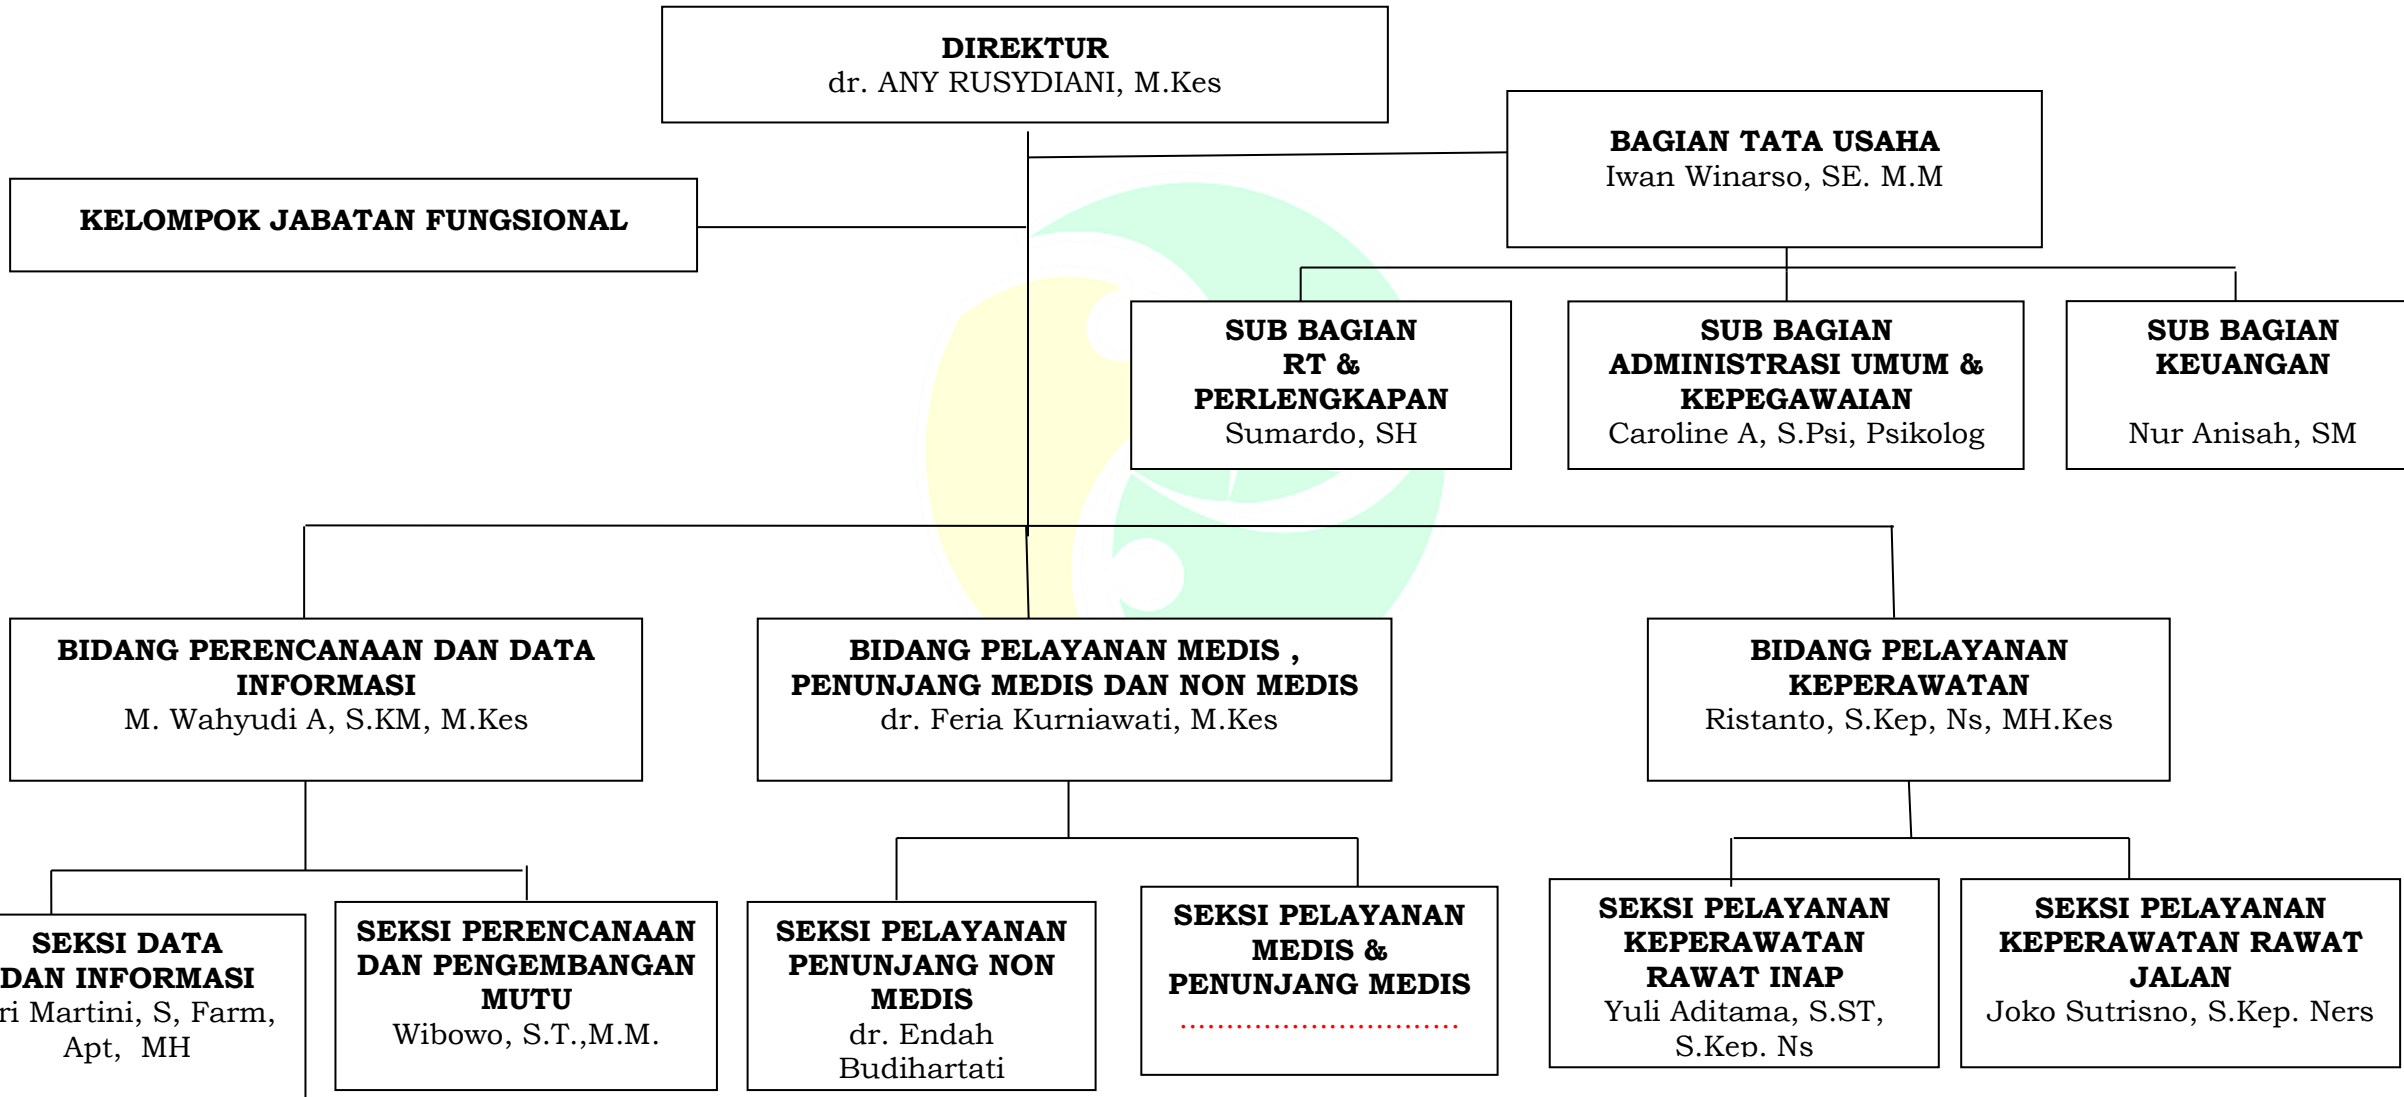 DIREKTUR
dr. ANY RUSYDIANI, M.Kes
BAGIAN TATA USAHA
Iwan Winarso, SE. M.M
KELOMPOK JABATAN FUNGSIONAL
SUB BAGIAN
RT &
PERLENGKAPAN
Sumardo, SH
SUB BAGIAN
ADMINISTRASI UMUM &
KEPEGAWAIAN
Caroline A, S.Psi, Psikolog
SUB BAGIAN
KEUANGAN
Nur Anisah, SM
BIDANG PERENCANAAN DAN DATA
INFORMASI
M. Wahyudi A, S.KM, M.Kes
BIDANG PELAYANAN MEDIS ,
PENUNJANG MEDIS DAN NON MEDIS
dr. Feria Kurniawati, M.Kes
BIDANG PELAYANAN
KEPERAWATAN
Ristanto, S.Kep, Ns, MH.Kes
SEKSI DATA
DAN INFORMASI
Martini, S, Farm,
Apt, MH
SEKSI PERENCANAAN
DAN PENGEMBANGAN
MUTU
Wibowo, S.T.,M.M.
SEKSI PELAYANAN
PENUNJANG NON
MEDIS
dr. Endah
Budihartati
SEKSI PELAYANAN
MEDIS &
PENUNJANG MEDIS
..............................
SEKSI PELAYANAN
KEPERAWATAN
RAWAT INAP
Yuli Aditama, S.ST,
S.Kep. Ns
SEKSI PELAYANAN
KEPERAWATAN RAWAT
JALAN
Joko Sutrisno, S.Kep. Ners